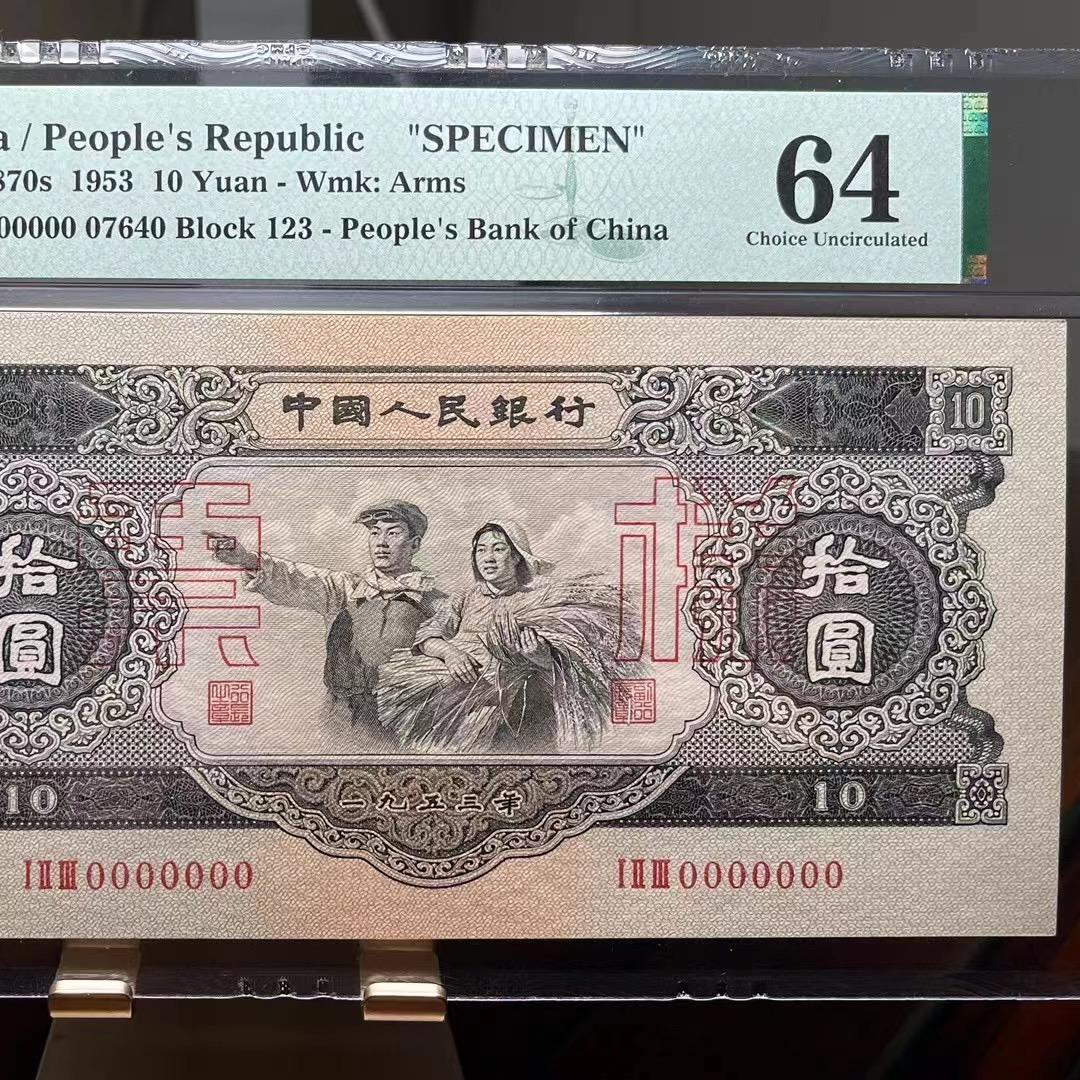 a / People's Republic "SPECIMEN"
870s 1953 10 Yuan - Wmk: Arms
00000 07640 Block 123 - People's Bank of China
64
Choice Uncirculated
中國人民銀行
10
票 樣
拾圓 拾圓
一九五三年
10 10
I II III 0000000 I II III 0000000